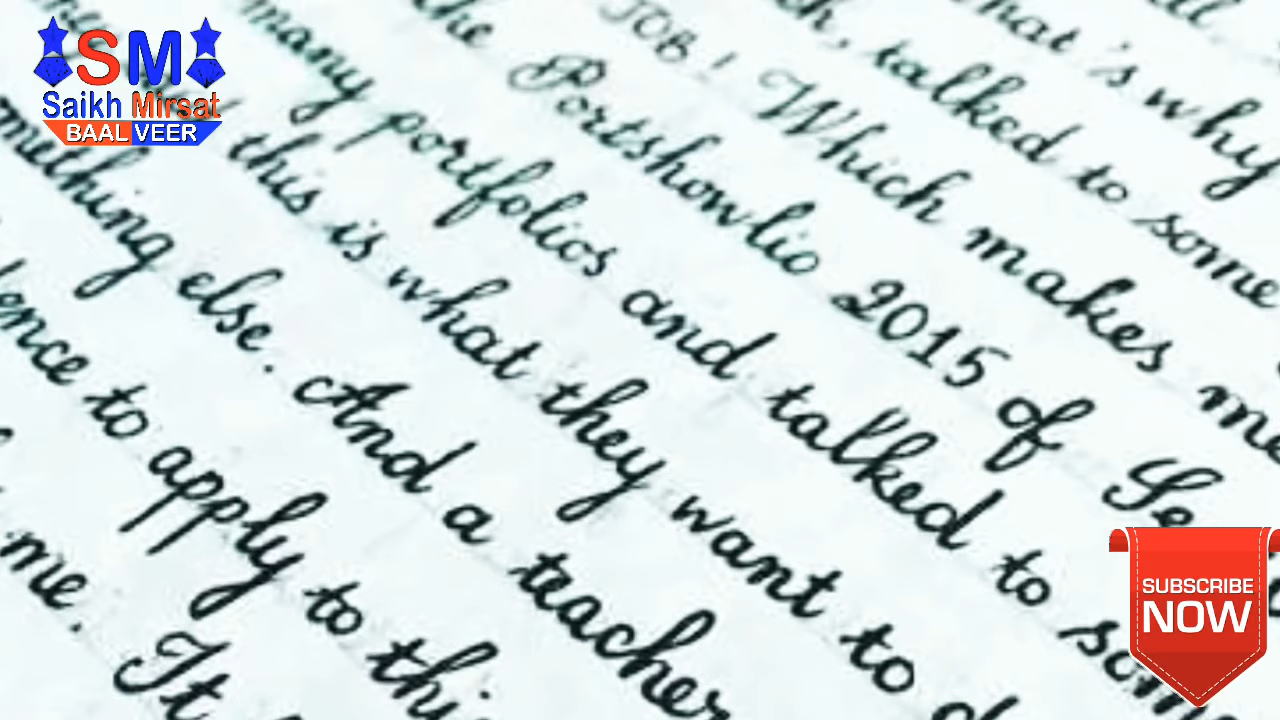 SM
Saikh Mirsat
BAAL VEER
what's why
talked to some
JOB! Which makes me
the Portshowlio 2015 of Se
many portfolios and talked to som
this is what they want to d
mething else. And a teacher
ence to apply to thi
me. It
SUBSCRIBE
NOW